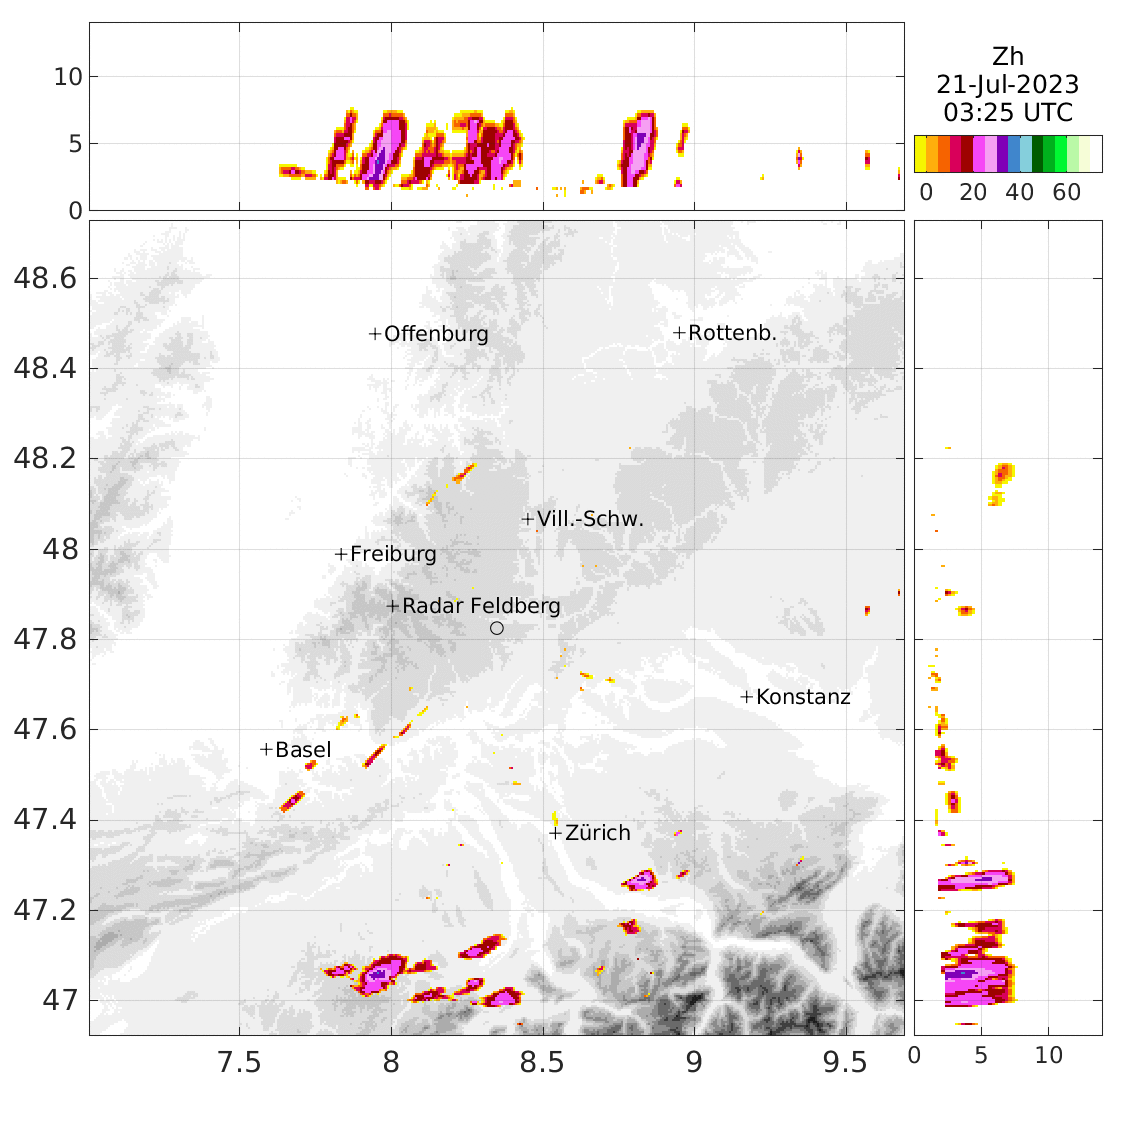 10
5
0
Zh
21-Jul-2023
03:25 UTC
0 20 40 60
48.6
48.4
48.2
48
47.8
47.6
47.4
47.2
47
Offenburg
Rottenb.
Vill.-Schw.
Freiburg
Radar Feldberg
Konstanz
Basel
Zürich
7.5 8 8.5 9 9.5
0 5 10